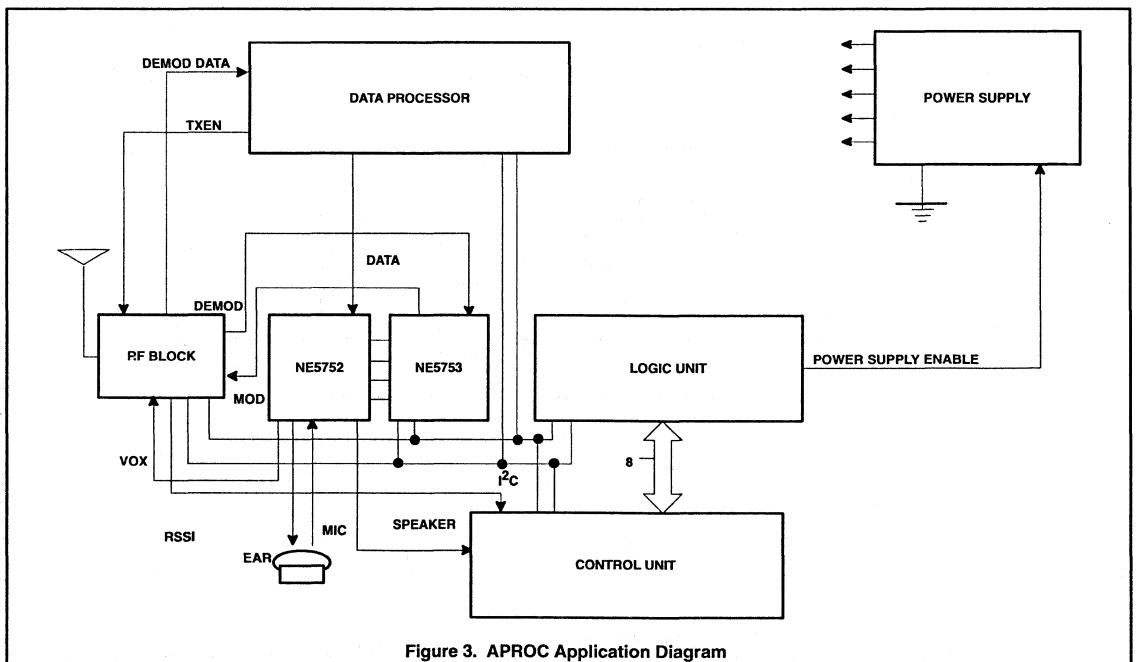 DEMOD DATA
DATA PROCESSOR
POWER SUPPLY
TXEN
DATA
DEMOD
RF BLOCK
NE5752
NE5753
LOGIC UNIT
POWER SUPPLY ENABLE
MOD
VOX
8
I²C
RSSI
MIC
SPEAKER
EAR
CONTROL UNIT
Figure 3. APROC Application Diagram